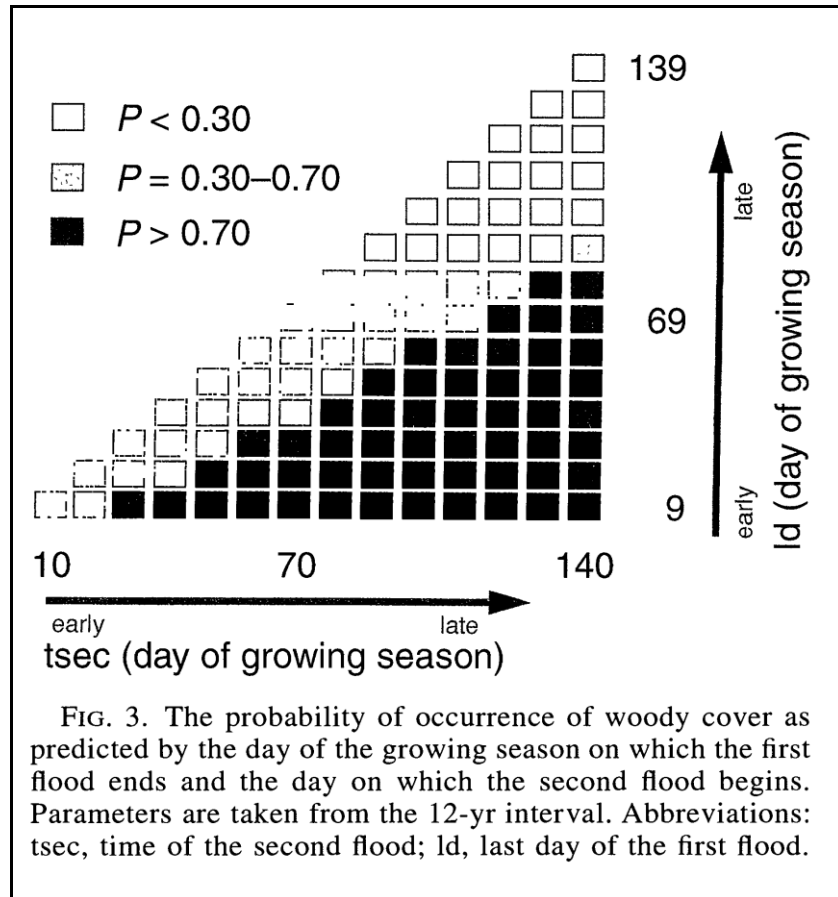 139
P < 0.30
P = 0.30–0.70
P > 0.70
late
69
ld (day of growing season)
early
9
10 70 140
early late
tsec (day of growing season)
FIG. 3. The probability of occurrence of woody cover as
predicted by the day of the growing season on which the first
flood ends and the day on which the second flood begins.
Parameters are taken from the 12-yr interval. Abbreviations:
tsec, time of the second flood; ld, last day of the first flood.